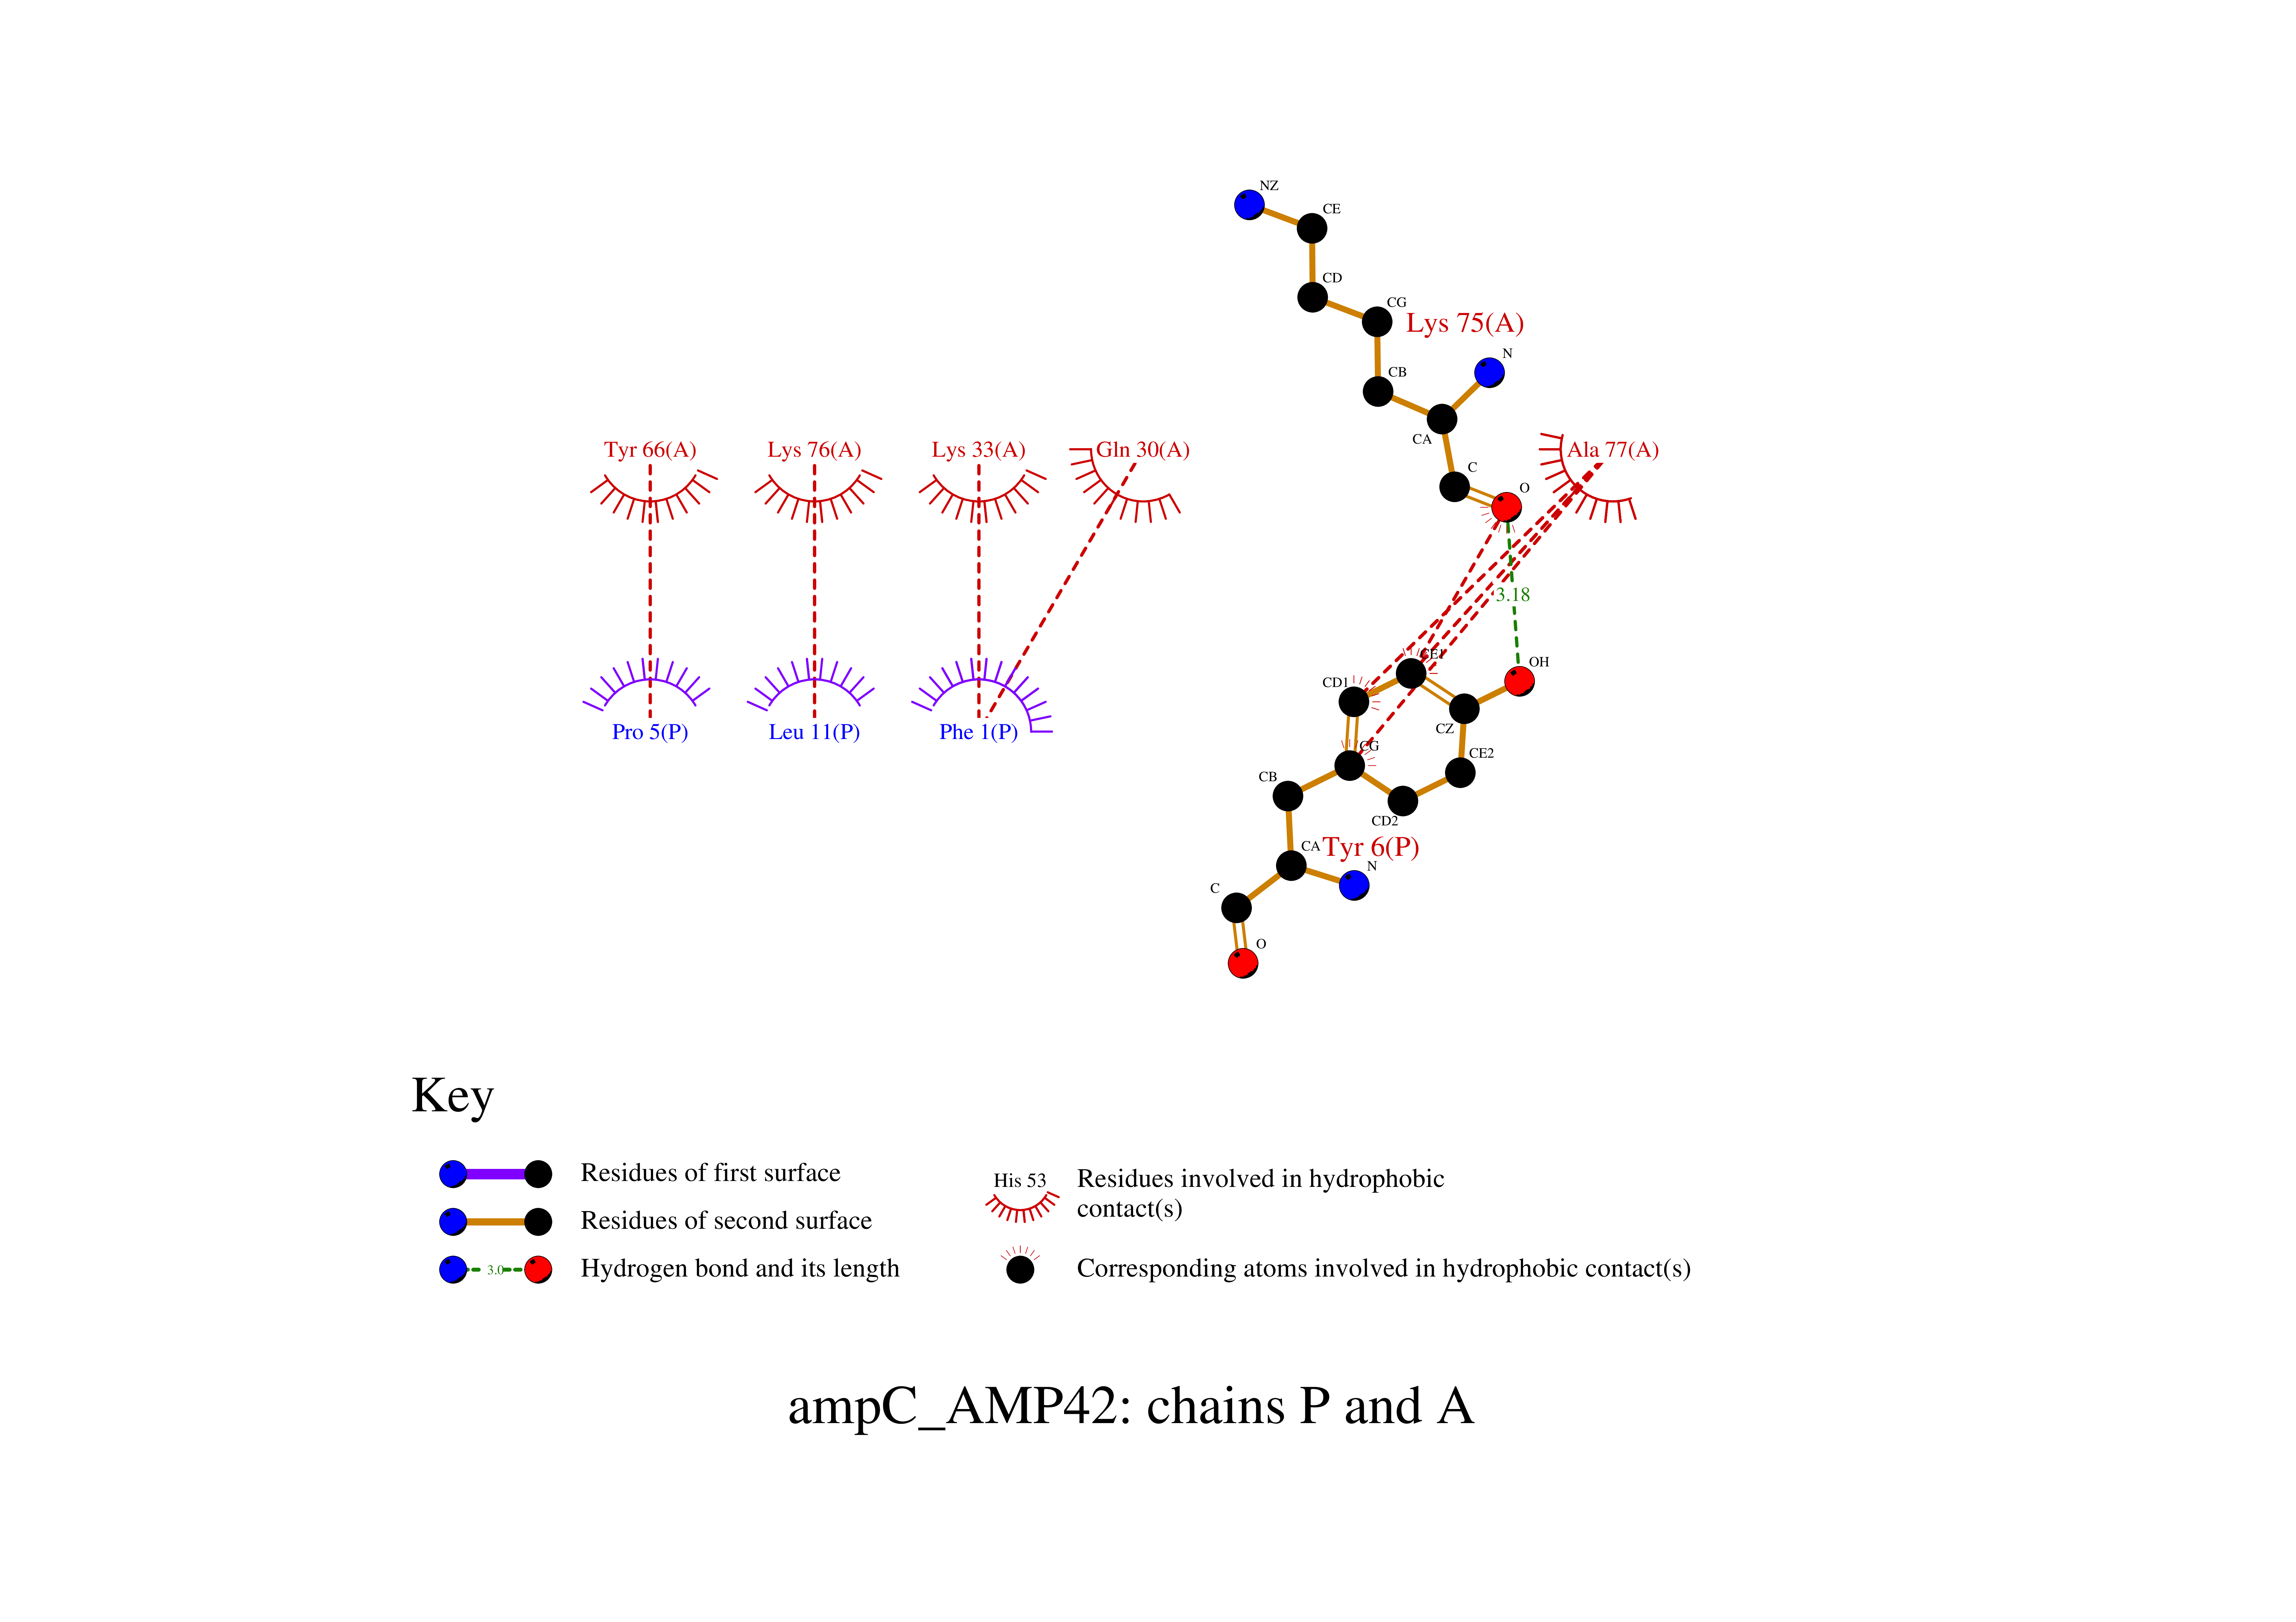 NZ
CE
CD
CG
Lys 75(A)
N
CB
CA
C
O
Tyr 66(A)
Lys 76(A)
Lys 33(A)
Gln 30(A)
Ala 77(A)
3.18
CE1
OH
CD1
CZ
Pro 5(P)
Leu 11(P)
Phe 1(P)
CG
CE2
CB
CD2
CA
Tyr 6(P)
N
C
O
Key
Residues of first surface
Residues of second surface
3.0
Hydrogen bond and its length
His 53
Residues involved in hydrophobic
contact(s)
Corresponding atoms involved in hydrophobic contact(s)
ampC_AMP42: chains P and A